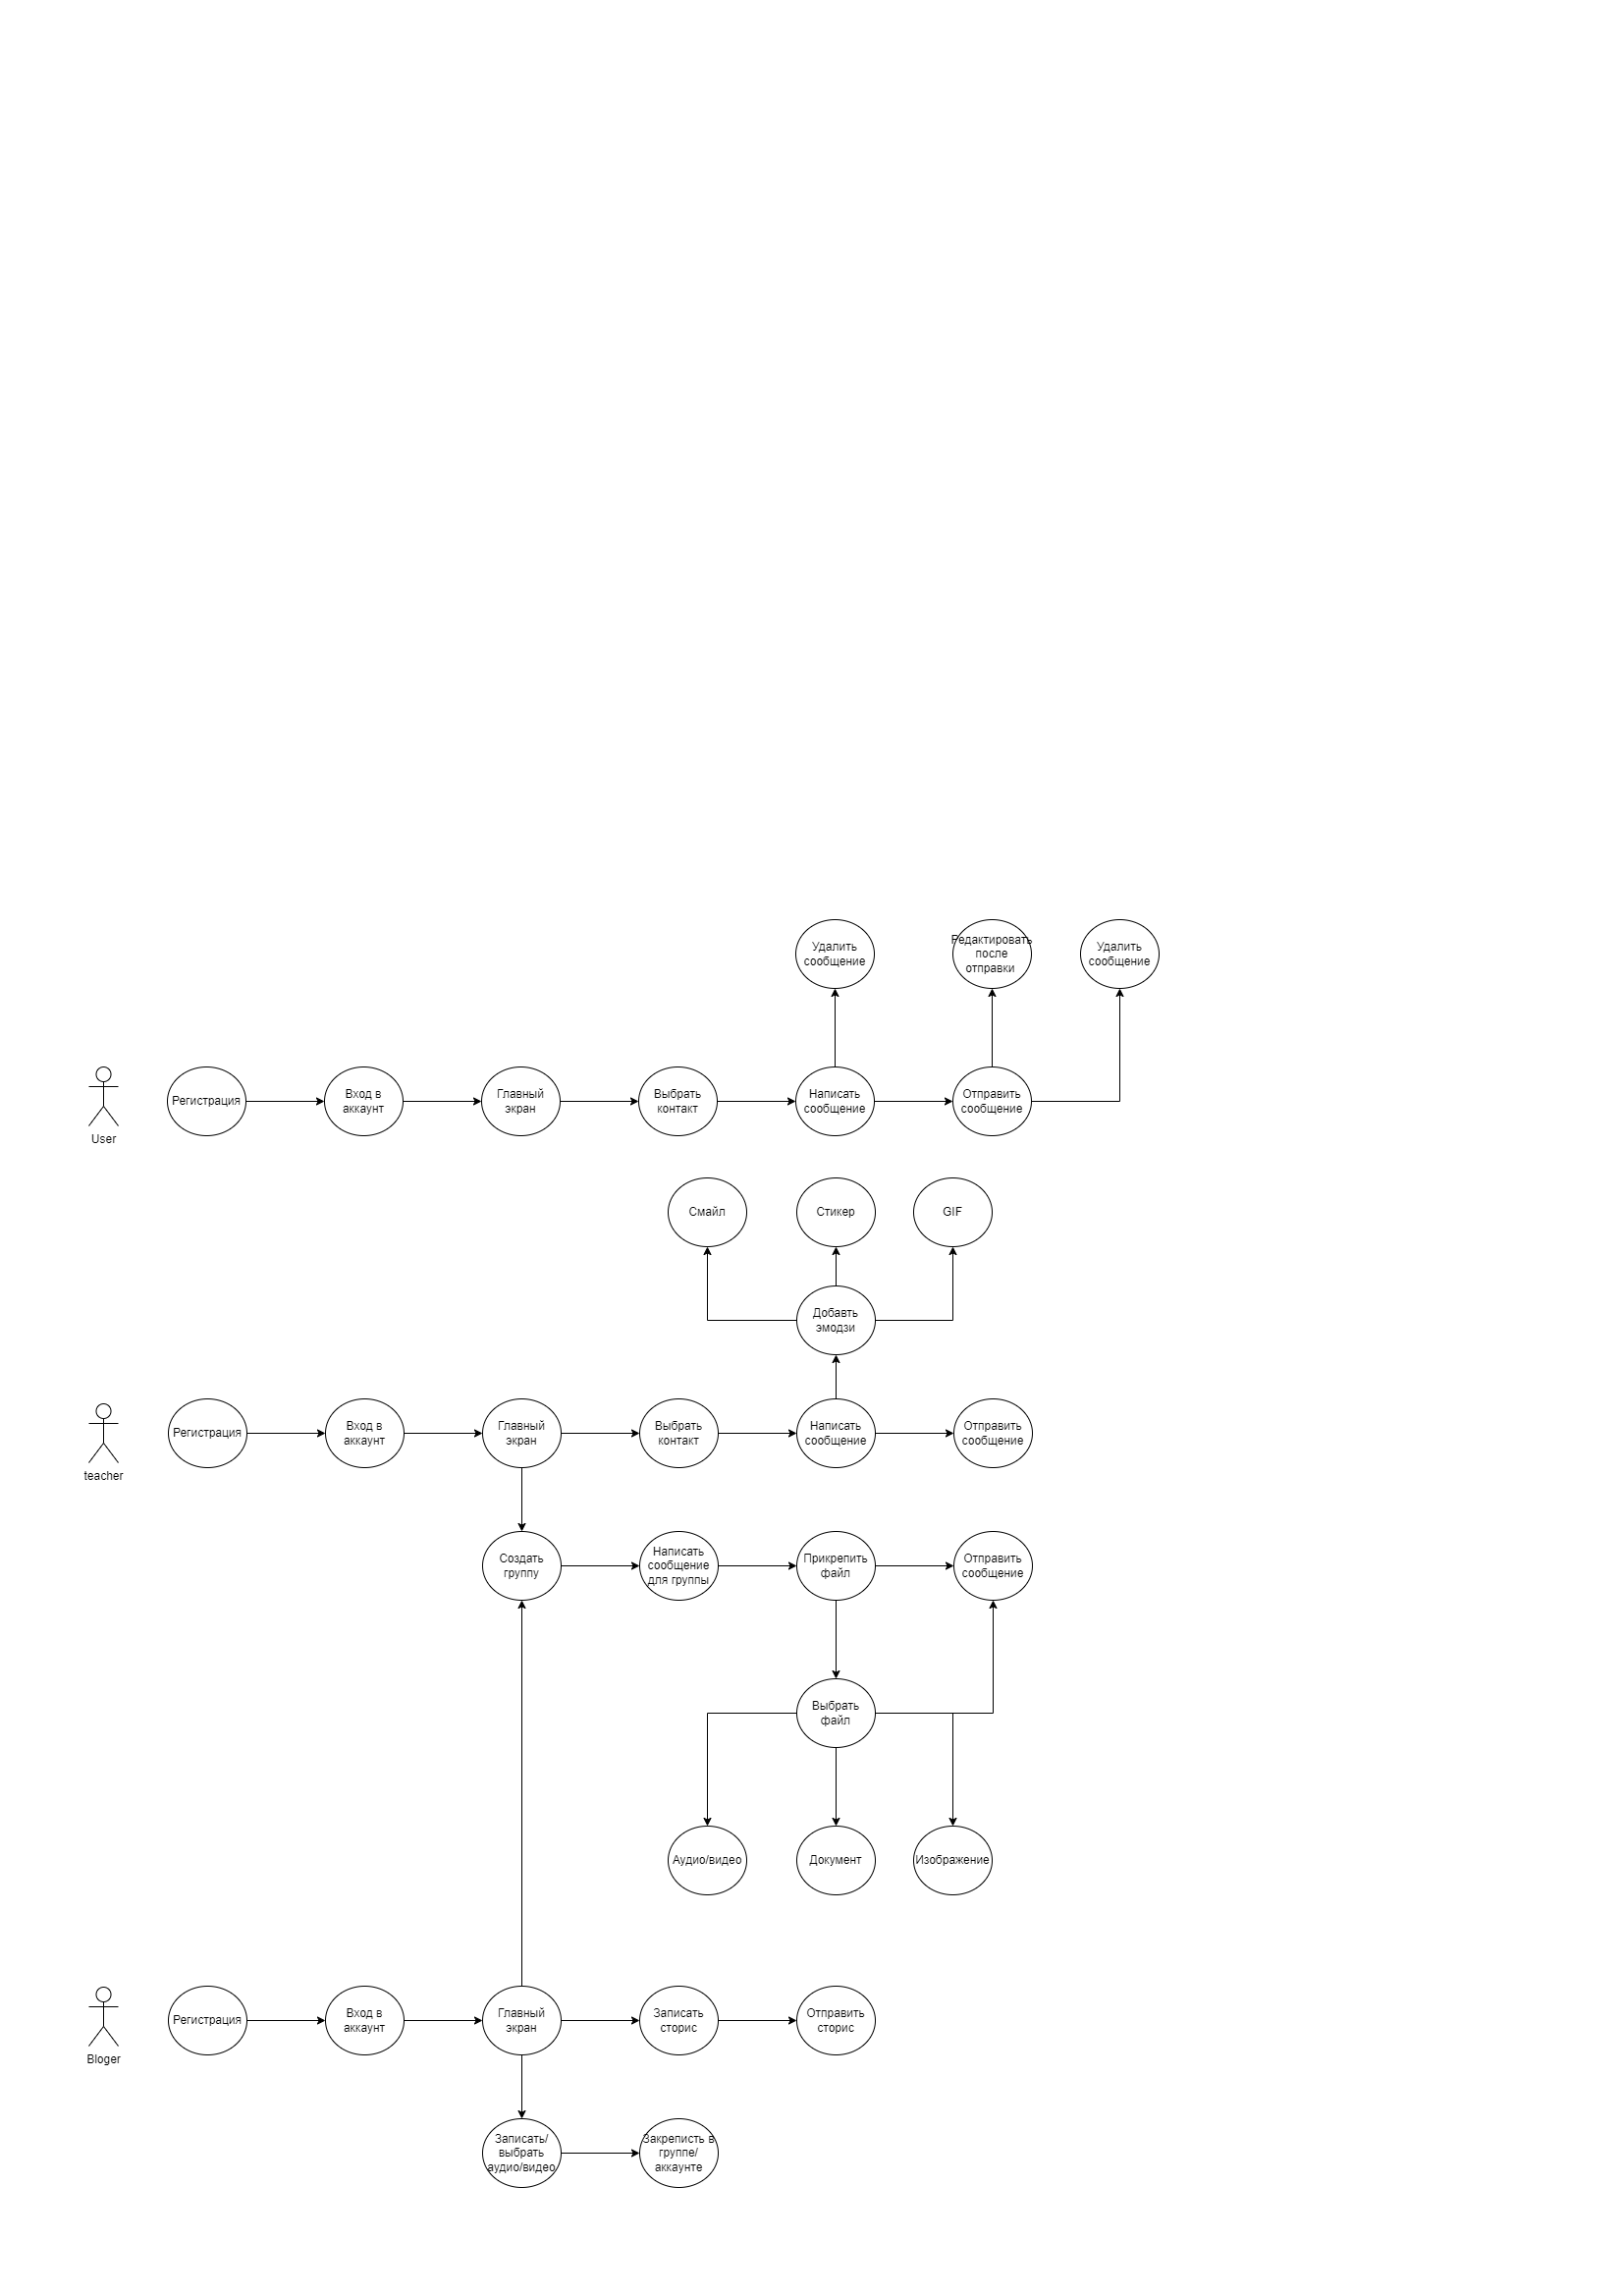 Удалить
сообщение
Редактировать
после
отправки
Удалить
сообщение
User
Регистрация
Вход в
аккаунт
Главный
экран
Выбрать
контакт
Написать
сообщение
Отправить
сообщение
Смайл
Стикер
GIF
Добавть
эмодзи
teacher
Регистрация
Вход в
аккаунт
Главный
экран
Выбрать
контакт
Написать
сообщение
Отправить
сообщение
Создать
группу
Написать
сообщение
для группы
Прикрепить
файл
Отправить
сообщение
Выбрать
файл
Аудио/видео
Документ
Изображение
Bloger
Регистрация
Вход в
аккаунт
Главный
экран
Записать
сторис
Отправить
сторис
Записать/
выбрать
аудио/видео
Закреписть в
группе/
аккаунте